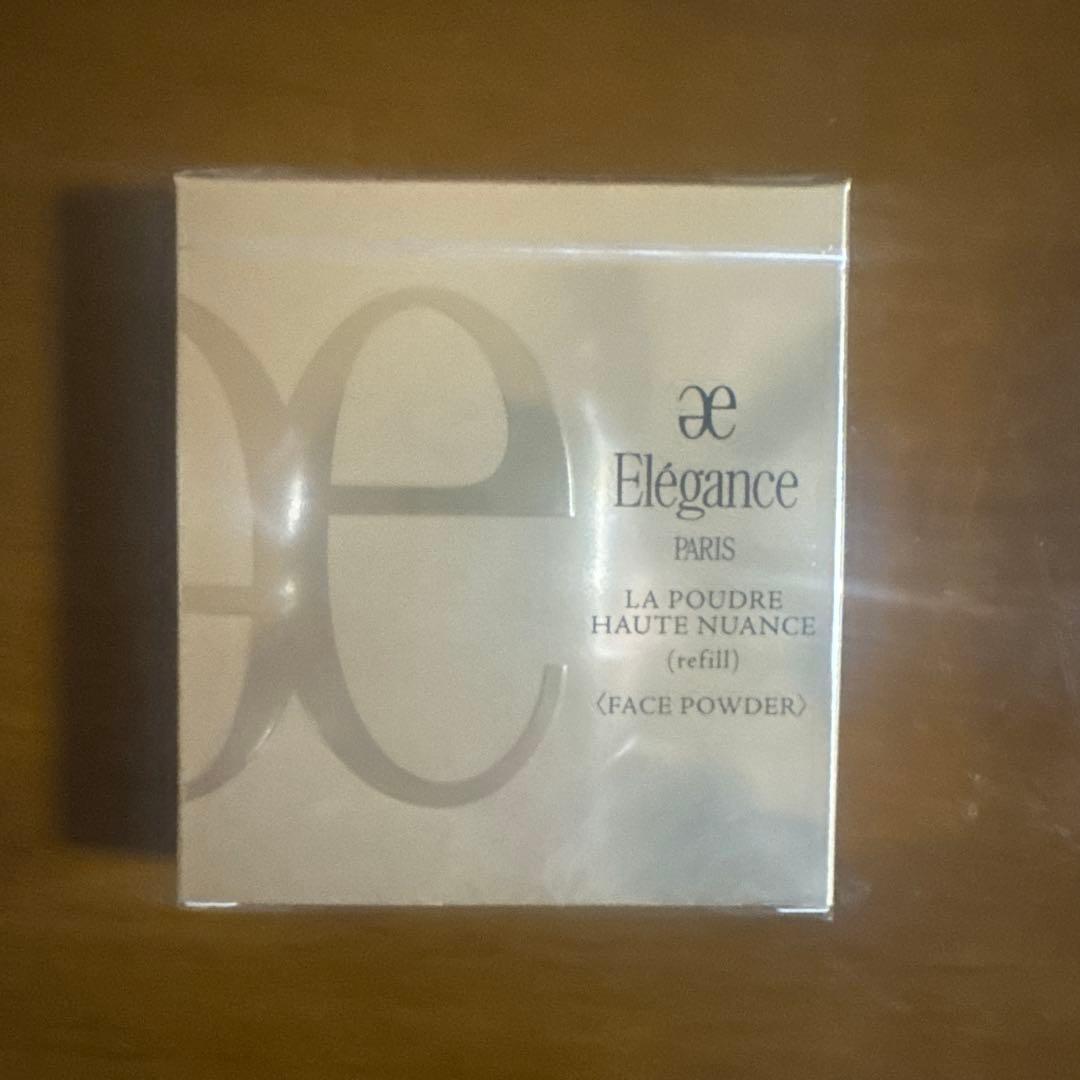 æ
Elégance
PARIS
LA POUDRE
HAUTE NUANCE
(refill)
〈FACE POWDER〉